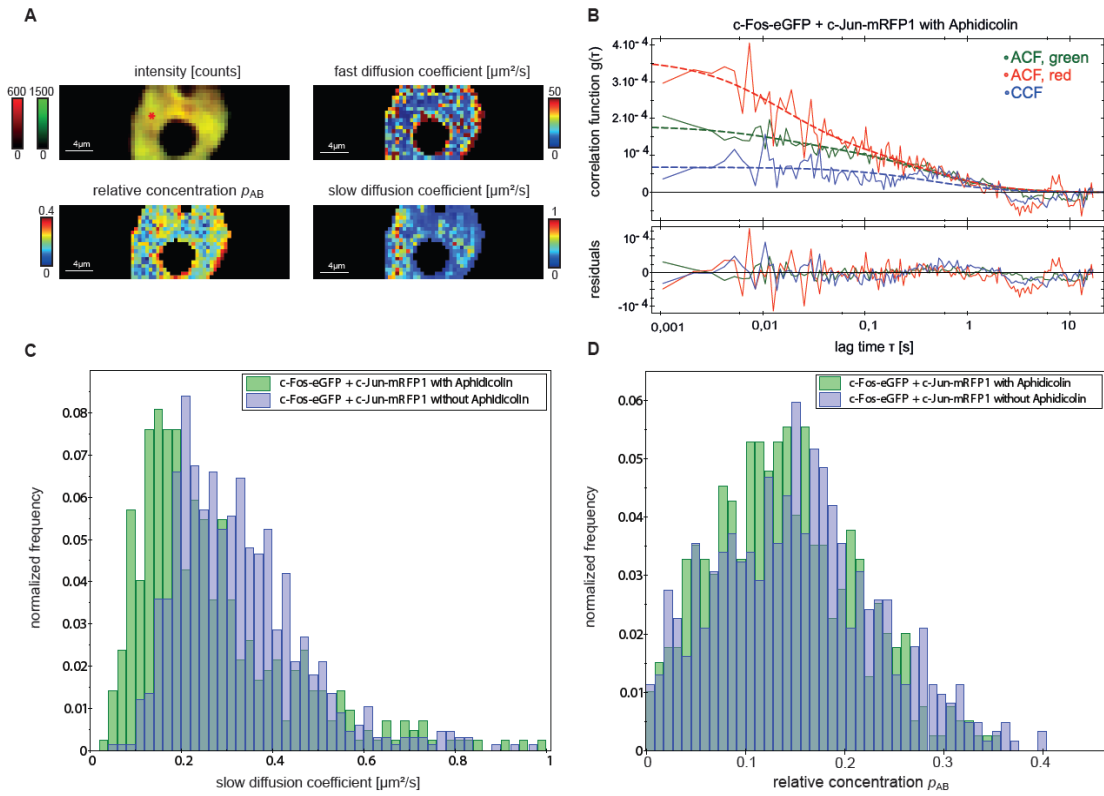 A
intensity [counts]
600
0
1500
0
4µm
fast diffusion coefficient [µm²/s]
50
0
4µm
relative concentration pAB
0.4
0
4µm
slow diffusion coefficient [µm²/s]
1
0
4µm
B
c-Fos-eGFP + c-Jun-mRFP1 with Aphidicolin
correlation function g(τ)
4.10⁻⁴
3·10⁻⁴
2·10⁻⁴
10⁻⁴
0
ACF, green
ACF, red
CCF
residuals
10⁻⁴
0
-10⁻⁴
0,001 0,01 0,1 1 10
lag time τ [s]
C
c-Fos-eGFP + c-Jun-mRFP1 with Aphidicolin
c-Fos-eGFP + c-Jun-mRFP1 without Aphidicolin
normalized frequency
0.08
0.07
0.06
0.05
0.04
0.03
0.02
0.01
0
0 0.2 0.4 0.6 0.8 1
slow diffusion coefficient [µm²/s]
D
c-Fos-eGFP + c-Jun-mRFP1 with Aphidicolin
c-Fos-eGFP + c-Jun-mRFP1 without Aphidicolin
normalized frequency
0.06
0.05
0.04
0.03
0.02
0.01
0
0 0.1 0.2 0.3 0.4
relative concentration pAB